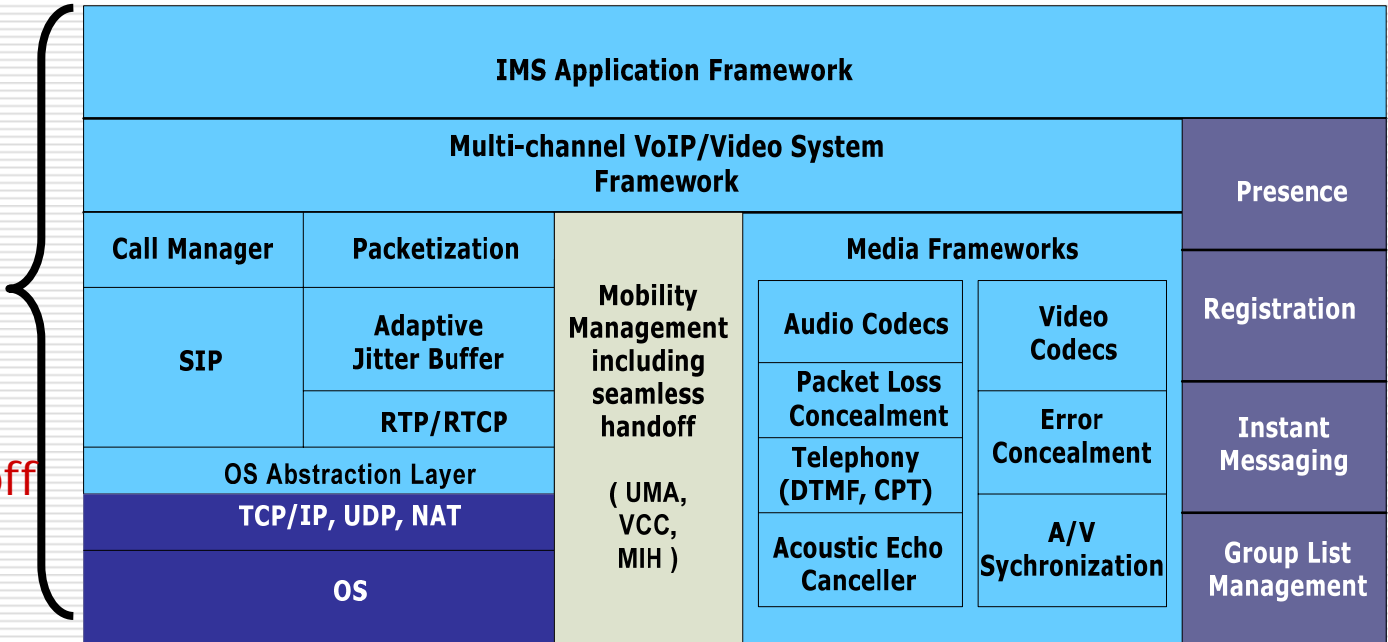 IMS Application Framework
Multi-channel VoIP/Video System
Framework
Presence
Call Manager
Packetization
Mobility
Management
including
seamless
handoff
( UMA,
VCC,
MIH )
Media Frameworks
Registration
SIP
Adaptive
Jitter Buffer
RTP/RTCP
Audio Codecs
Packet Loss
Concealment
Telephony
(DTMF, CPT)
Acoustic Echo
Canceller
Video
Codecs
Error
Concealment
A/V
Sychronization
Instant
Messaging
off
OS Abstraction Layer
TCP/IP, UDP, NAT
OS
Group List
Management